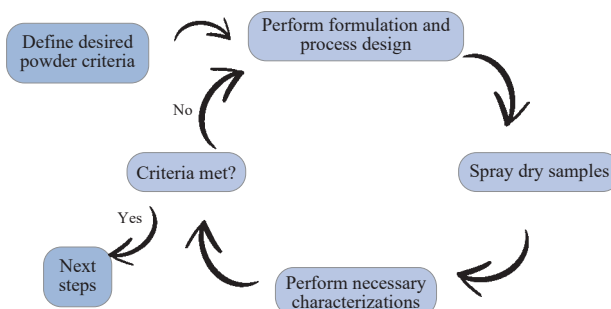 Define desired
powder criteria
Perform formulation and
process design
Spray dry samples
Perform necessary
characterizations
Criteria met?
No
Yes
Next
steps